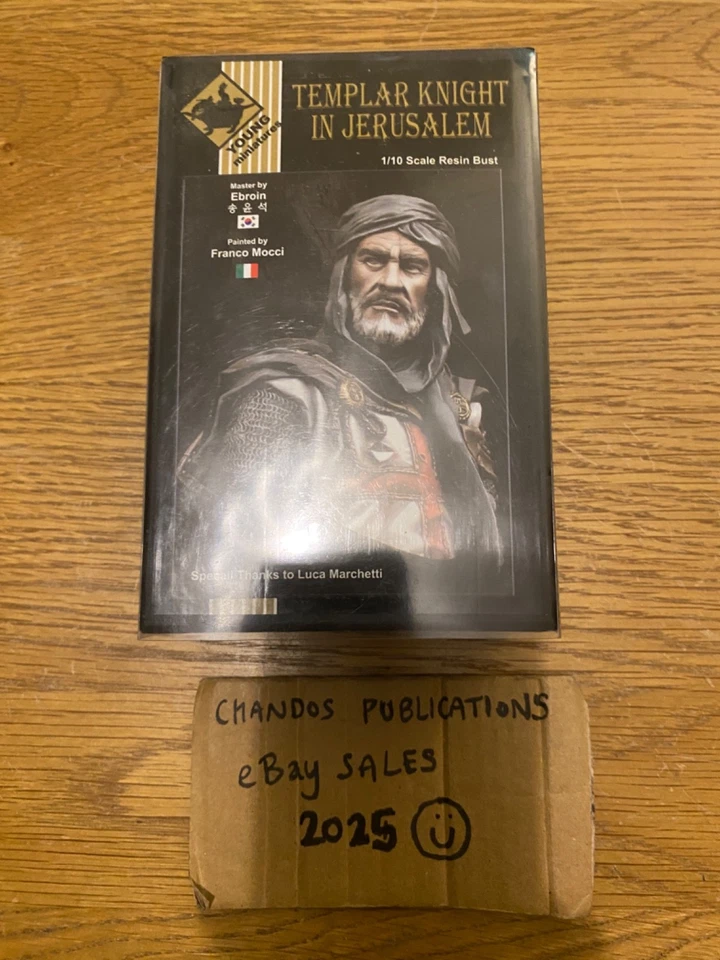 YOUNG
miniatures
TEMPLAR KNIGHT
IN JERUSALEM
1/10 Scale Resin Bust
Master by
Ebroin
송 윤 석
Painted by
Franco Mocci
Special Thanks to Luca Marchetti
CHANDOS PUBLICATIONS
eBay SALES
2025